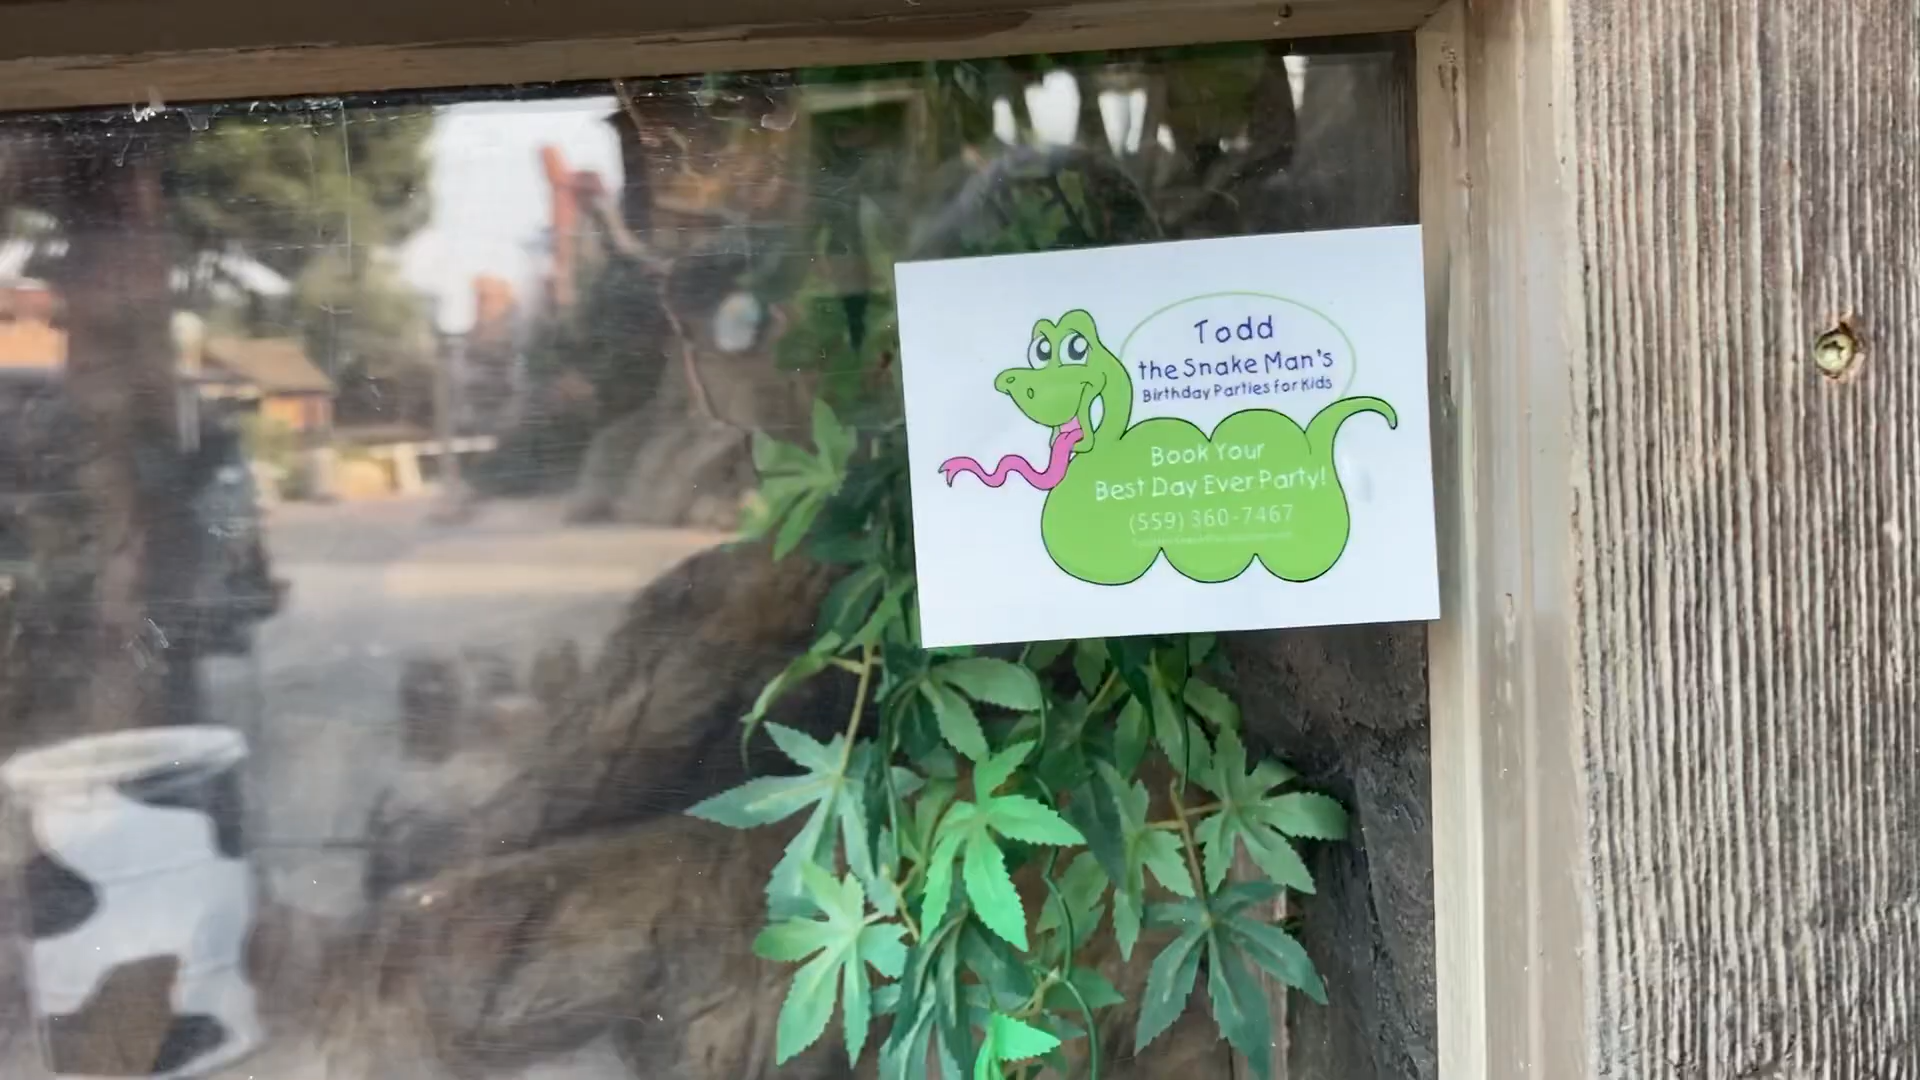 Todd
the Snake Man's
Birthday Parties for Kids
Book Your
Best Day Ever Party!
(559) 360-7467